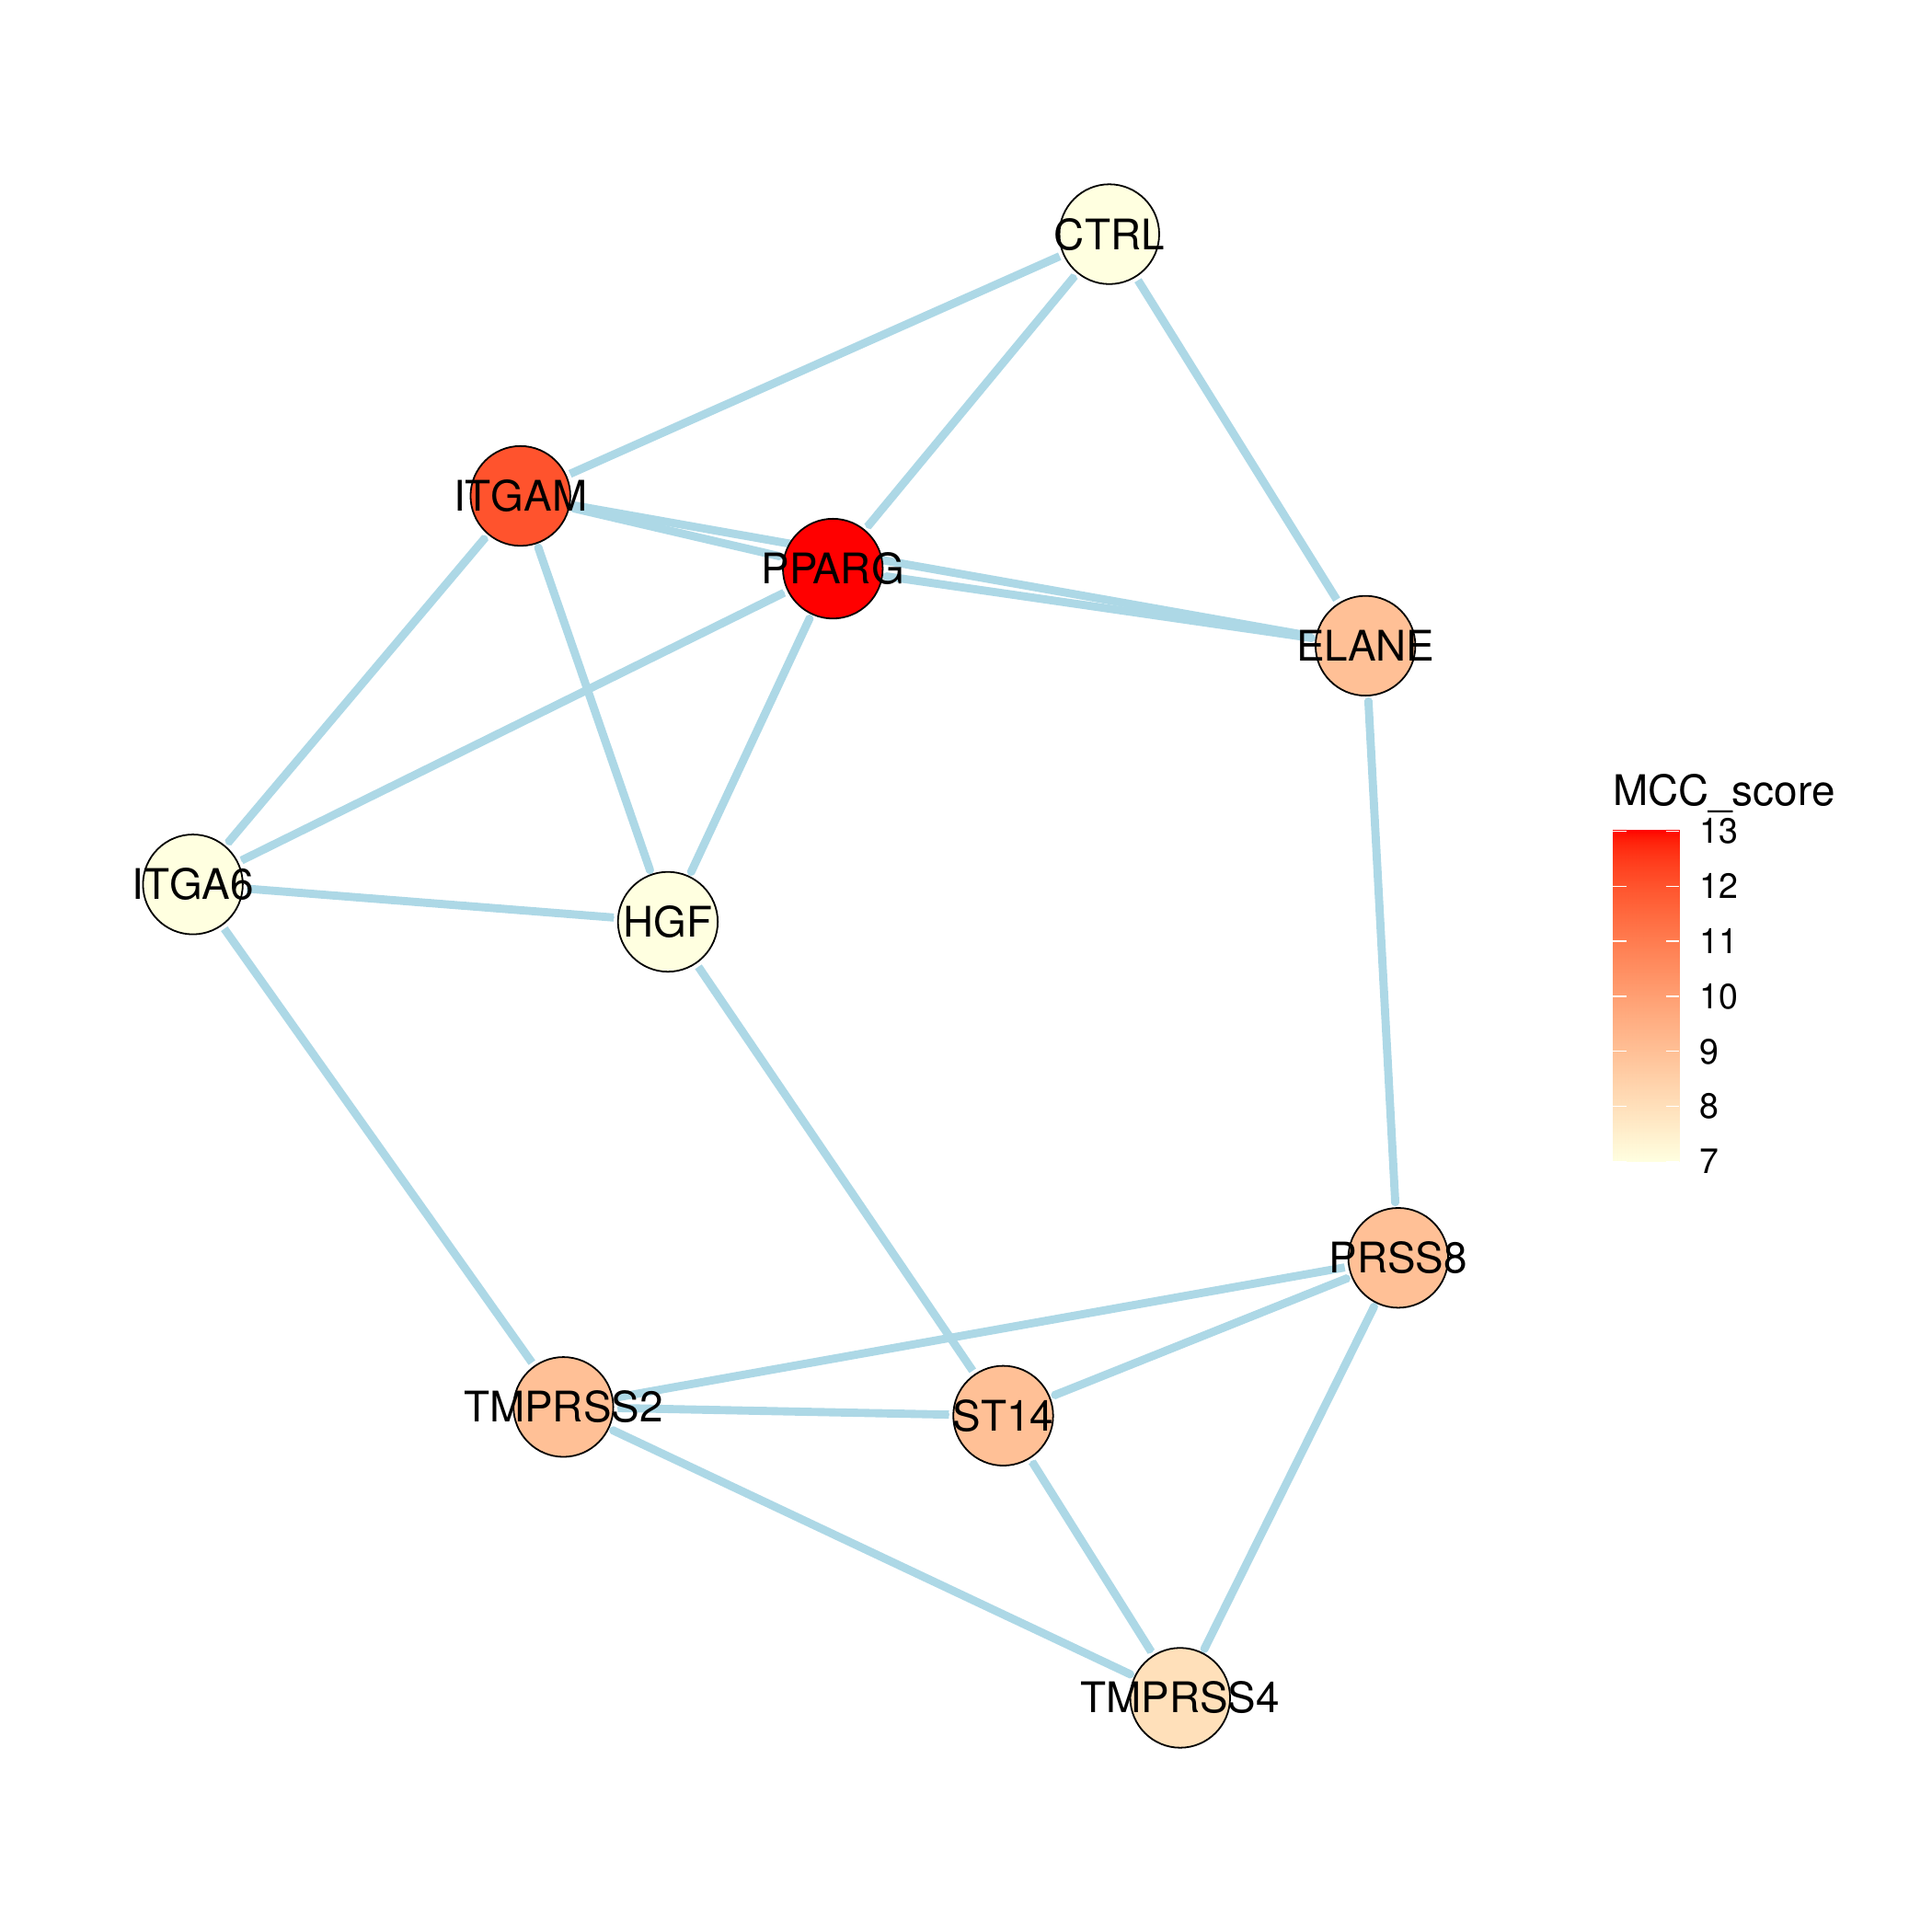 CTRL
ITGAM
PPARG
ELANE
ITGA6
HGF
PRSS8
TMPRSS2
ST14
TMPRSS4
MCC_score
13
12
11
10
9
8
7